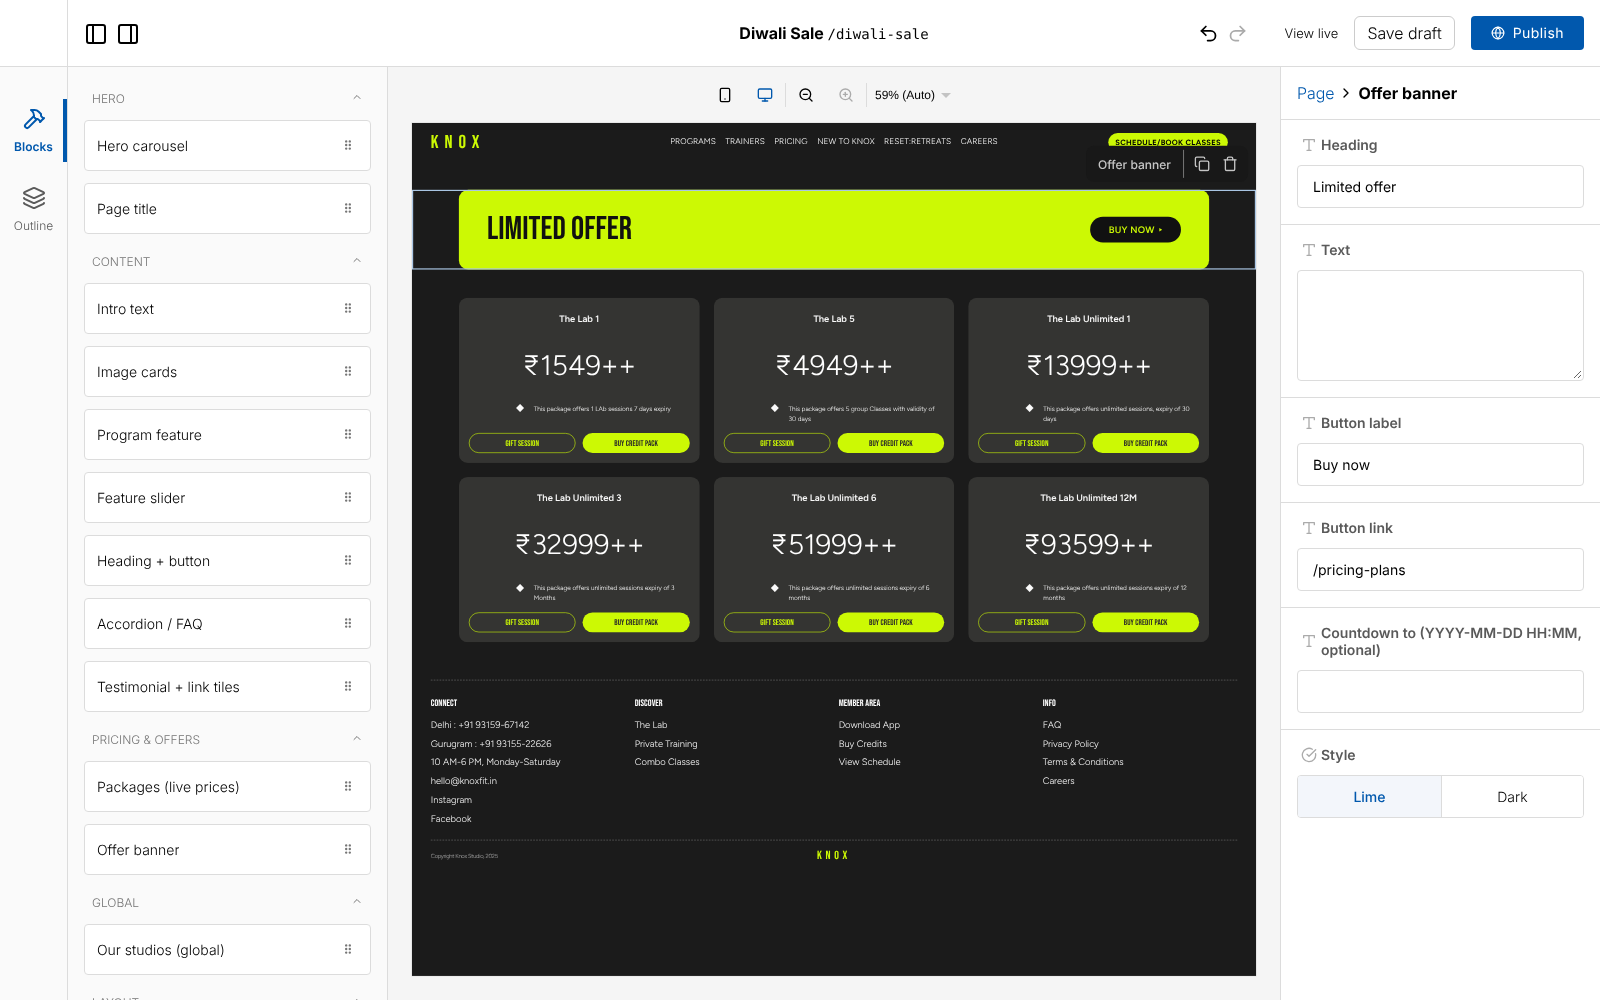 Diwali Sale /diwali-sale
View live
Save draft
Publish
Blocks
Outline
HERO
Hero carousel
Page title
CONTENT
Intro text
Image cards
Program feature
Feature slider
Heading + button
Accordion / FAQ
Testimonial + link tiles
PRICING & OFFERS
Packages (live prices)
Offer banner
GLOBAL
Our studios (global)
59% (Auto)
KNOX
PROGRAMS TRAINERS PRICING NEW TO KNOX RESET:RETREATS CAREERS
SCHEDULE/BOOK CLASSES
Offer banner
LIMITED OFFER
BUY NOW
The Lab 1
₹1549++
This package offers 1 LAb sessions 7 days expiry
GIFT SESSION
BUY CREDIT PACK
The Lab 5
₹4949++
This package offers 5 group Classes with validity of
30 days
GIFT SESSION
BUY CREDIT PACK
The Lab Unlimited 1
₹13999++
This package offers unlimited sessions, expiry of 30
days
GIFT SESSION
BUY CREDIT PACK
The Lab Unlimited 3
₹32999++
This package offers unlimited sessions expiry of 3
Months
GIFT SESSION
BUY CREDIT PACK
The Lab Unlimited 6
₹51999++
This package offers unlimited sessions expiry of 6
months
GIFT SESSION
BUY CREDIT PACK
The Lab Unlimited 12M
₹93599++
This package offers unlimited sessions expiry of 12
months
GIFT SESSION
BUY CREDIT PACK
CONNECT
Delhi : +91 93159-67142
Gurugram : +91 93155-22626
10 AM-6 PM, Monday-Saturday
hello@knoxfit.in
Instagram
Facebook
DISCOVER
The Lab
Private Training
Combo Classes
MEMBER AREA
Download App
Buy Credits
View Schedule
INFO
FAQ
Privacy Policy
Terms & Conditions
Careers
Copyright Knox Studio, 2025
KNOX
Page > Offer banner
Heading
Limited offer
Text
Button label
Buy now
Button link
/pricing-plans
Countdown to (YYYY-MM-DD HH:MM,
optional)
Style
Lime
Dark